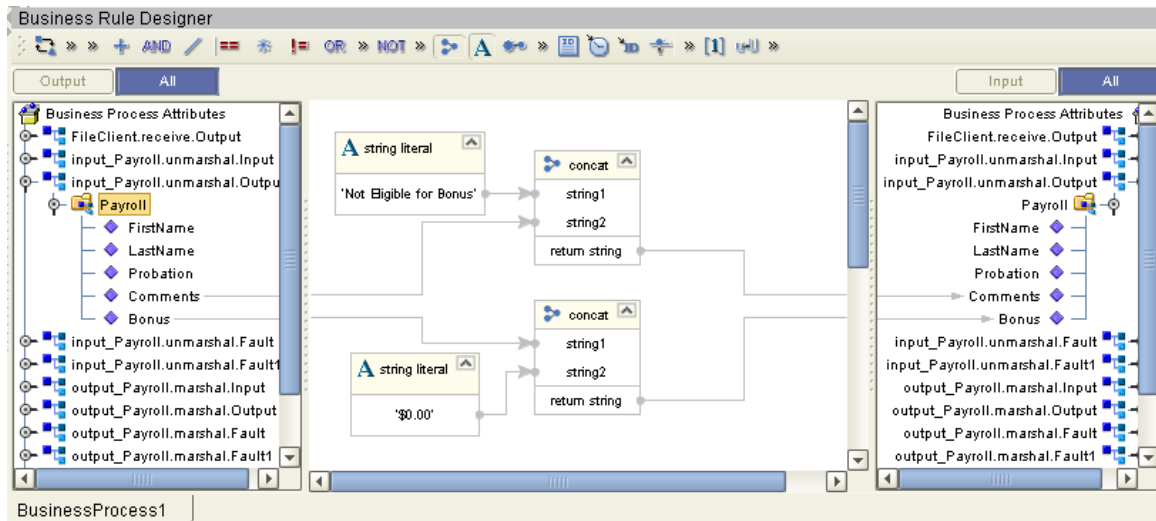 Business Rule Designer
» » AND == != OR » NOT » A » » [1] »
Output All Input All
Business Process Attributes
FileClient.receive.Output
input_Payroll.unmarshal.Input
input_Payroll.unmarshal.Outpu
Payroll
FirstName
LastName
Probation
Comments
Bonus
input_Payroll.unmarshal.Fault
input_Payroll.unmarshal.Fault1
output_Payroll.marshal.Input
output_Payroll.marshal.Output
output_Payroll.marshal.Fault
output_Payroll.marshal.Fault1
A string literal
'Not Eligible for Bonus'
concat
string1
string2
return string
A string literal
'$0.00'
concat
string1
string2
return string
Business Process Attributes
FileClient.receive.Output
input_Payroll.unmarshal.Input
input_Payroll.unmarshal.Output
Payroll
FirstName
LastName
Probation
Comments
Bonus
input_Payroll.unmarshal.Fault
input_Payroll.unmarshal.Fault1
output_Payroll.marshal.Input
output_Payroll.marshal.Output
output_Payroll.marshal.Fault
output_Payroll.marshal.Fault1
BusinessProcess1